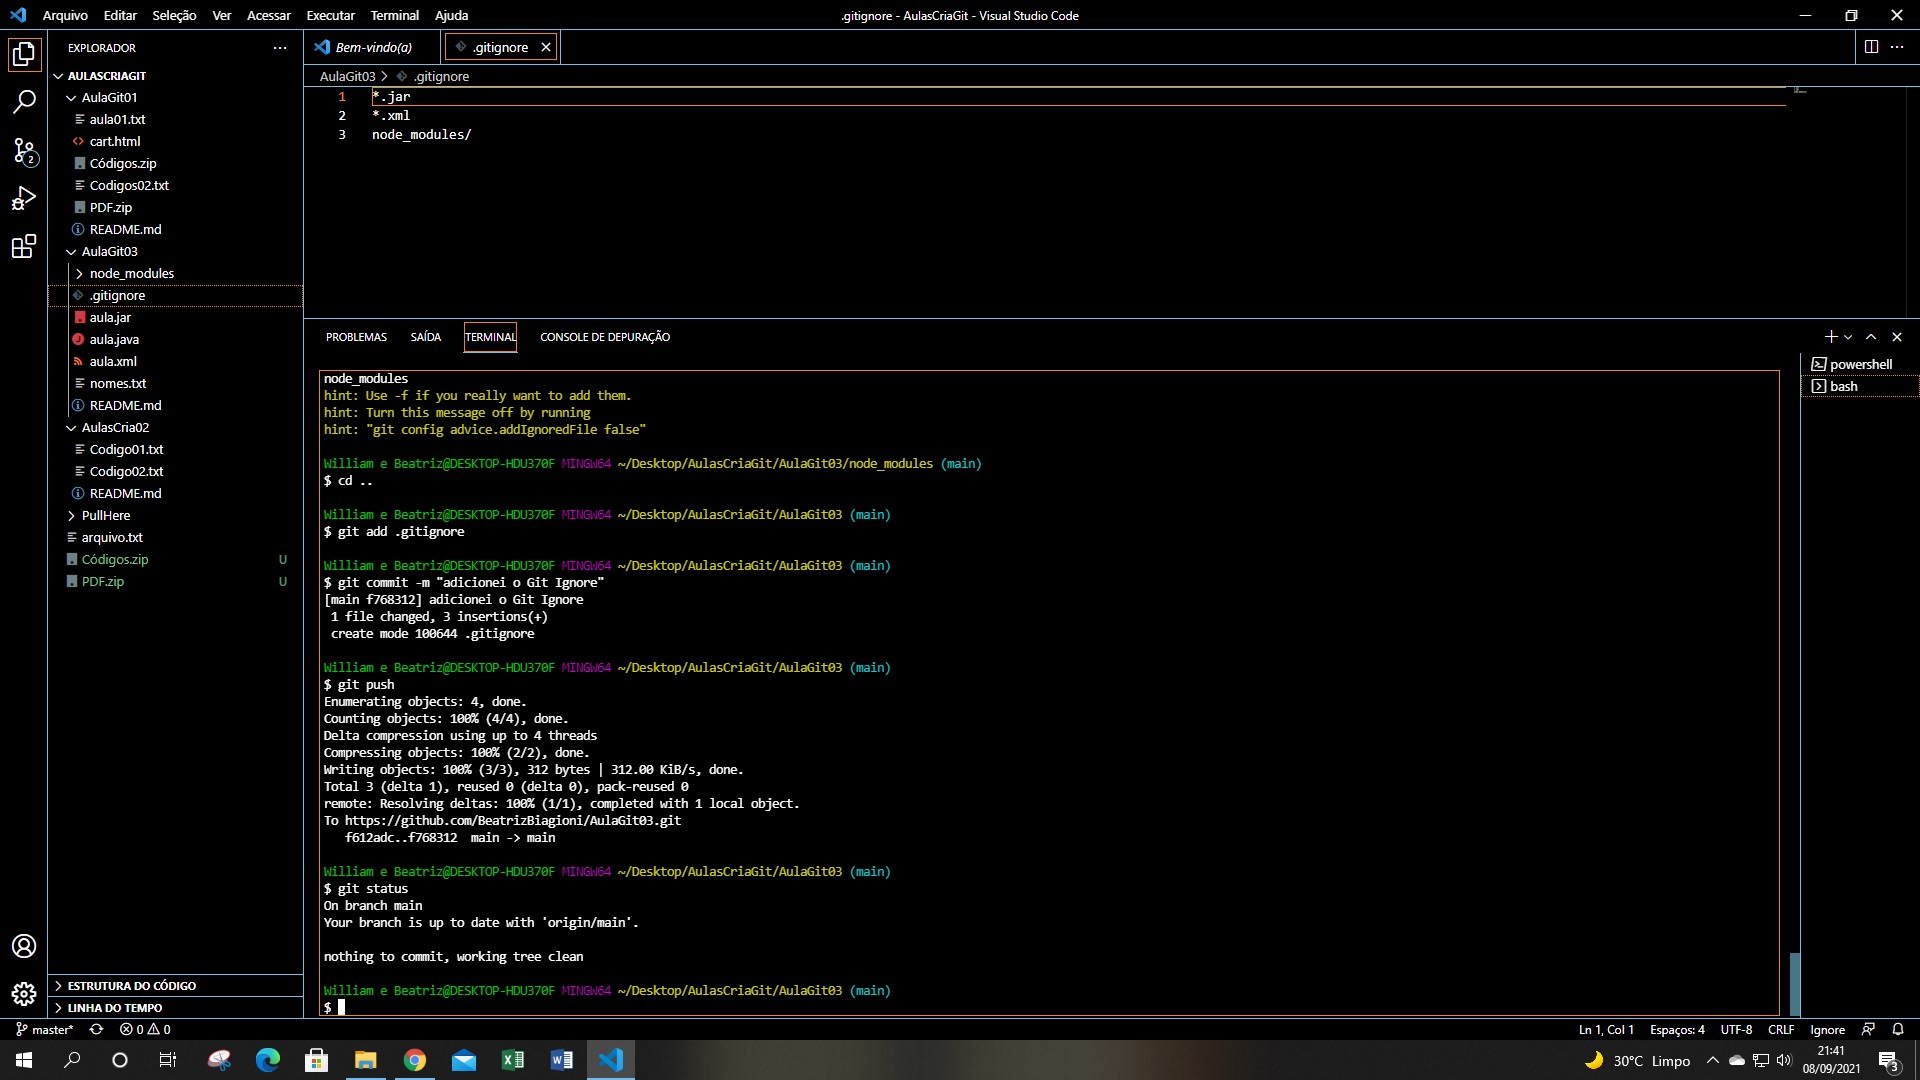 Arquivo Editar Seleção Ver Acessar Executar Terminal Ajuda
.gitignore - AulasCriaGit - Visual Studio Code
EXPLORADOR
AULASCRIAGIT
AulaGit01
aula01.txt
cart.html
Códigos.zip
Codigos02.txt
PDF.zip
README.md
AulaGit03
node_modules
.gitignore
aula.jar
aula.java
aula.xml
nomes.txt
README.md
AulasCria02
Codigo01.txt
Codigo02.txt
README.md
PullHere
arquivo.txt
Códigos.zip U
PDF.zip U
ESTRUTURA DO CÓDIGO
LINHA DO TEMPO
2
Bem-vindo(a) .gitignore
AulaGit03 > .gitignore
1 *.jar
2 *.xml
3 node_modules/
PROBLEMAS SAÍDA TERMINAL CONSOLE DE DEPURAÇÃO
powershell
bash
node_modules
hint: Use -f if you really want to add them.
hint: Turn this message off by running
hint: "git config advice.addIgnoredFile false"
William e Beatriz@DESKTOP-HDU370F MINGW64 ~/Desktop/AulasCriaGit/AulaGit03/node_modules (main)
$ cd ..
William e Beatriz@DESKTOP-HDU370F MINGW64 ~/Desktop/AulasCriaGit/AulaGit03 (main)
$ git add .gitignore
William e Beatriz@DESKTOP-HDU370F MINGW64 ~/Desktop/AulasCriaGit/AulaGit03 (main)
$ git commit -m "adicionei o Git Ignore"
[main f768312] adicionei o Git Ignore
1 file changed, 3 insertions(+)
create mode 100644 .gitignore
William e Beatriz@DESKTOP-HDU370F MINGW64 ~/Desktop/AulasCriaGit/AulaGit03 (main)
$ git push
Enumerating objects: 4, done.
Counting objects: 100% (4/4), done.
Delta compression using up to 4 threads
Compressing objects: 100% (2/2), done.
Writing objects: 100% (3/3), 312 bytes | 312.00 KiB/s, done.
Total 3 (delta 1), reused 0 (delta 0), pack-reused 0
remote: Resolving deltas: 100% (1/1), completed with 1 local object.
To https://github.com/BeatrizBiagioni/AulaGit03.git
f612adc..f768312 main -> main
William e Beatriz@DESKTOP-HDU370F MINGW64 ~/Desktop/AulasCriaGit/AulaGit03 (main)
$ git status
On branch main
Your branch is up to date with 'origin/main'.
nothing to commit, working tree clean
William e Beatriz@DESKTOP-HDU370F MINGW64 ~/Desktop/AulasCriaGit/AulaGit03 (main)
$
master* 0 0 Ln 1, Col 1 Espaços: 4 UTF-8 CRLF Ignore
30°C Limpo
21:41
08/09/2021
3